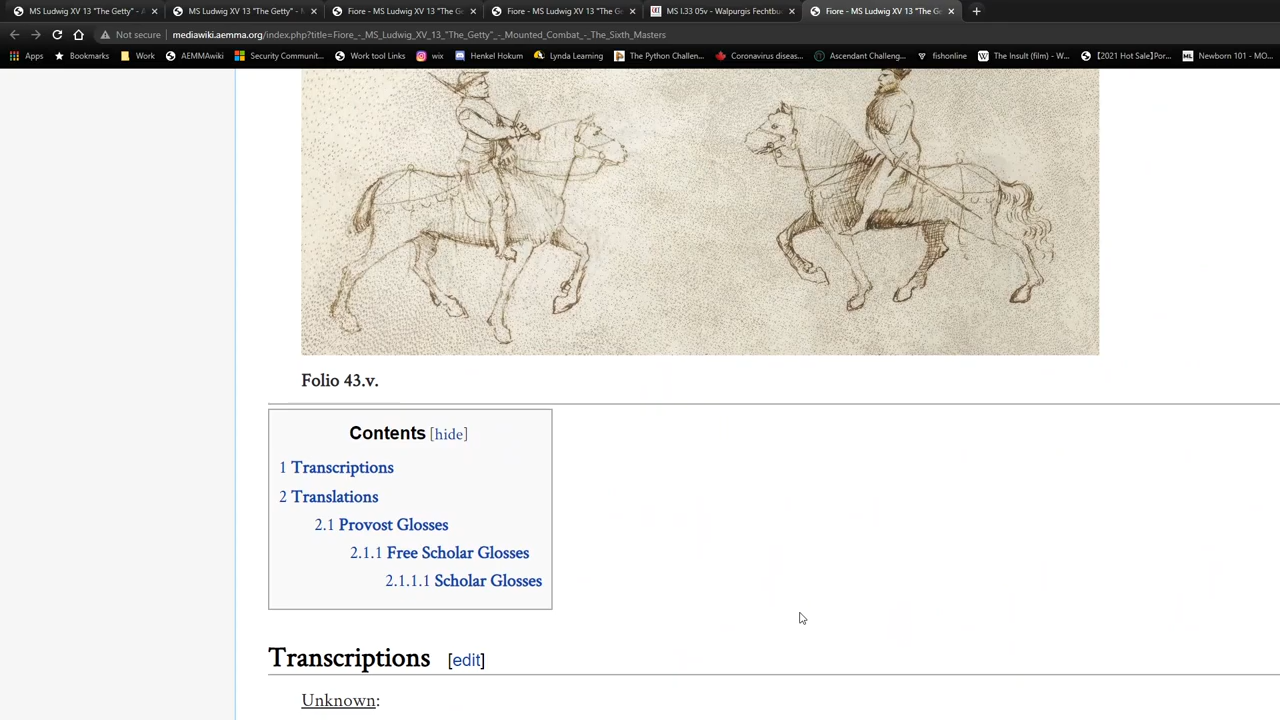 MS Ludwig XV 13 "The Getty" - A
MS Ludwig XV 13 "The Getty" - M
Fiore - MS Ludwig XV 13 "The Ge
Fiore - MS Ludwig XV 13 "The Ge
MS I.33 05v - Walpurgis Fechtbu
Fiore - MS Ludwig XV 13 "The Ge
Not secure | mediawiki.aemma.org/index.php?title=Fiore_-_MS_Ludwig_XV_13_"The_Getty"_-_Mounted_Combat_-_The_Sixth_Masters
Apps Bookmarks Work AEMMAwiki Security Communit... Work tool Links Henkel Hokum wix Lynda Learning The Python Challen... Coronavirus diseas... Ascendant Challeng... fishonline The Insult (film) - W... 【2021 Hot Sale】Por... Newborn 101 - MO...
Folio 43.v.
Contents [hide]
1 Transcriptions
2 Translations
2.1 Provost Glosses
2.1.1 Free Scholar Glosses
2.1.1.1 Scholar Glosses
Transcriptions [edit]
Unknown: